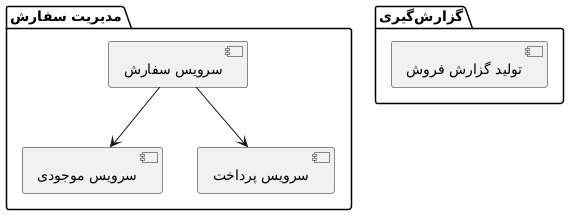 مدیریت سفارش
گزارش‌گیری
سرویس سفارش
تولید گزارش فروش
سرویس موجودی
سرویس پرداخت